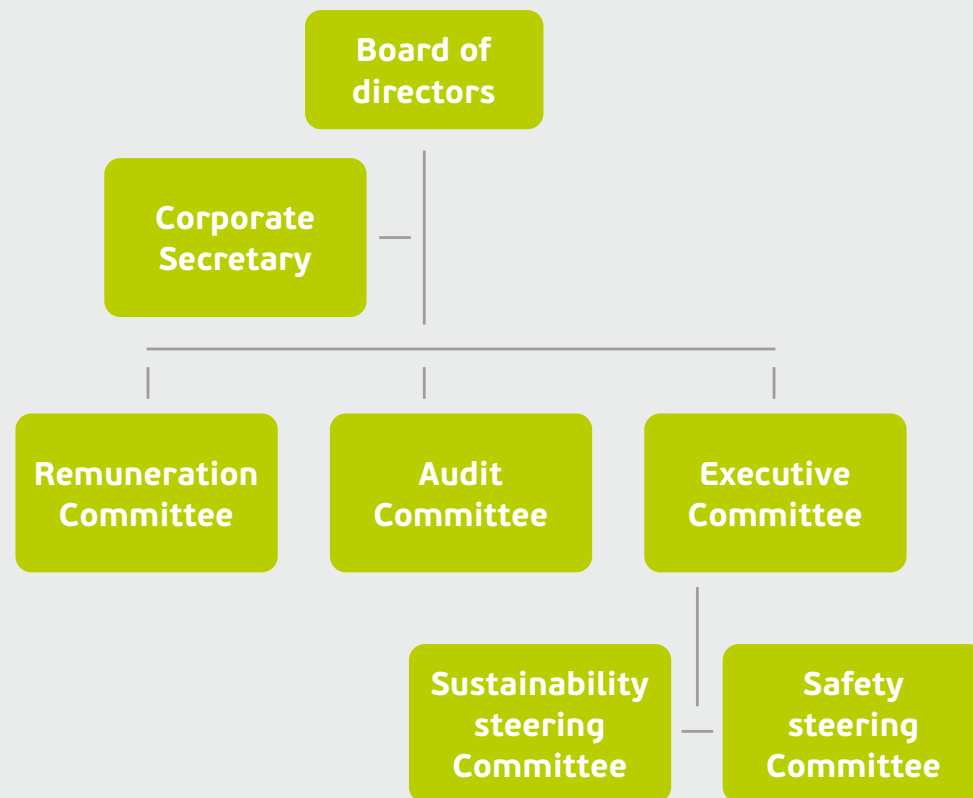 Board of
directors
Corporate
Secretary
Remuneration
Committee
Audit
Committee
Executive
Committee
Sustainability
steering
Committee
Safety
steering
Committee